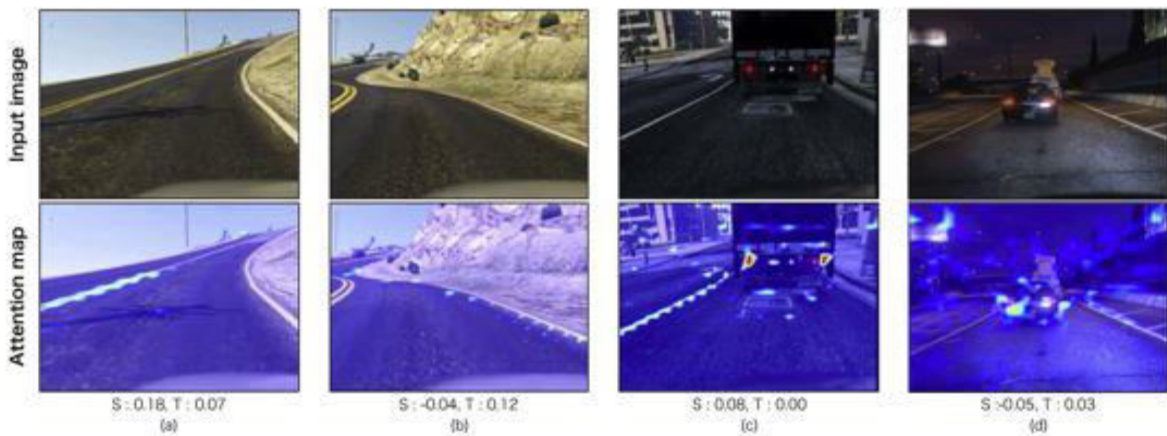 Input image
Attention map
S : 0.18, T : 0.07
S : -0.04, T : 0.12
S : 0.08, T : 0.00
S :-0.05, T : 0.03
(a)
(b)
(c)
(d)